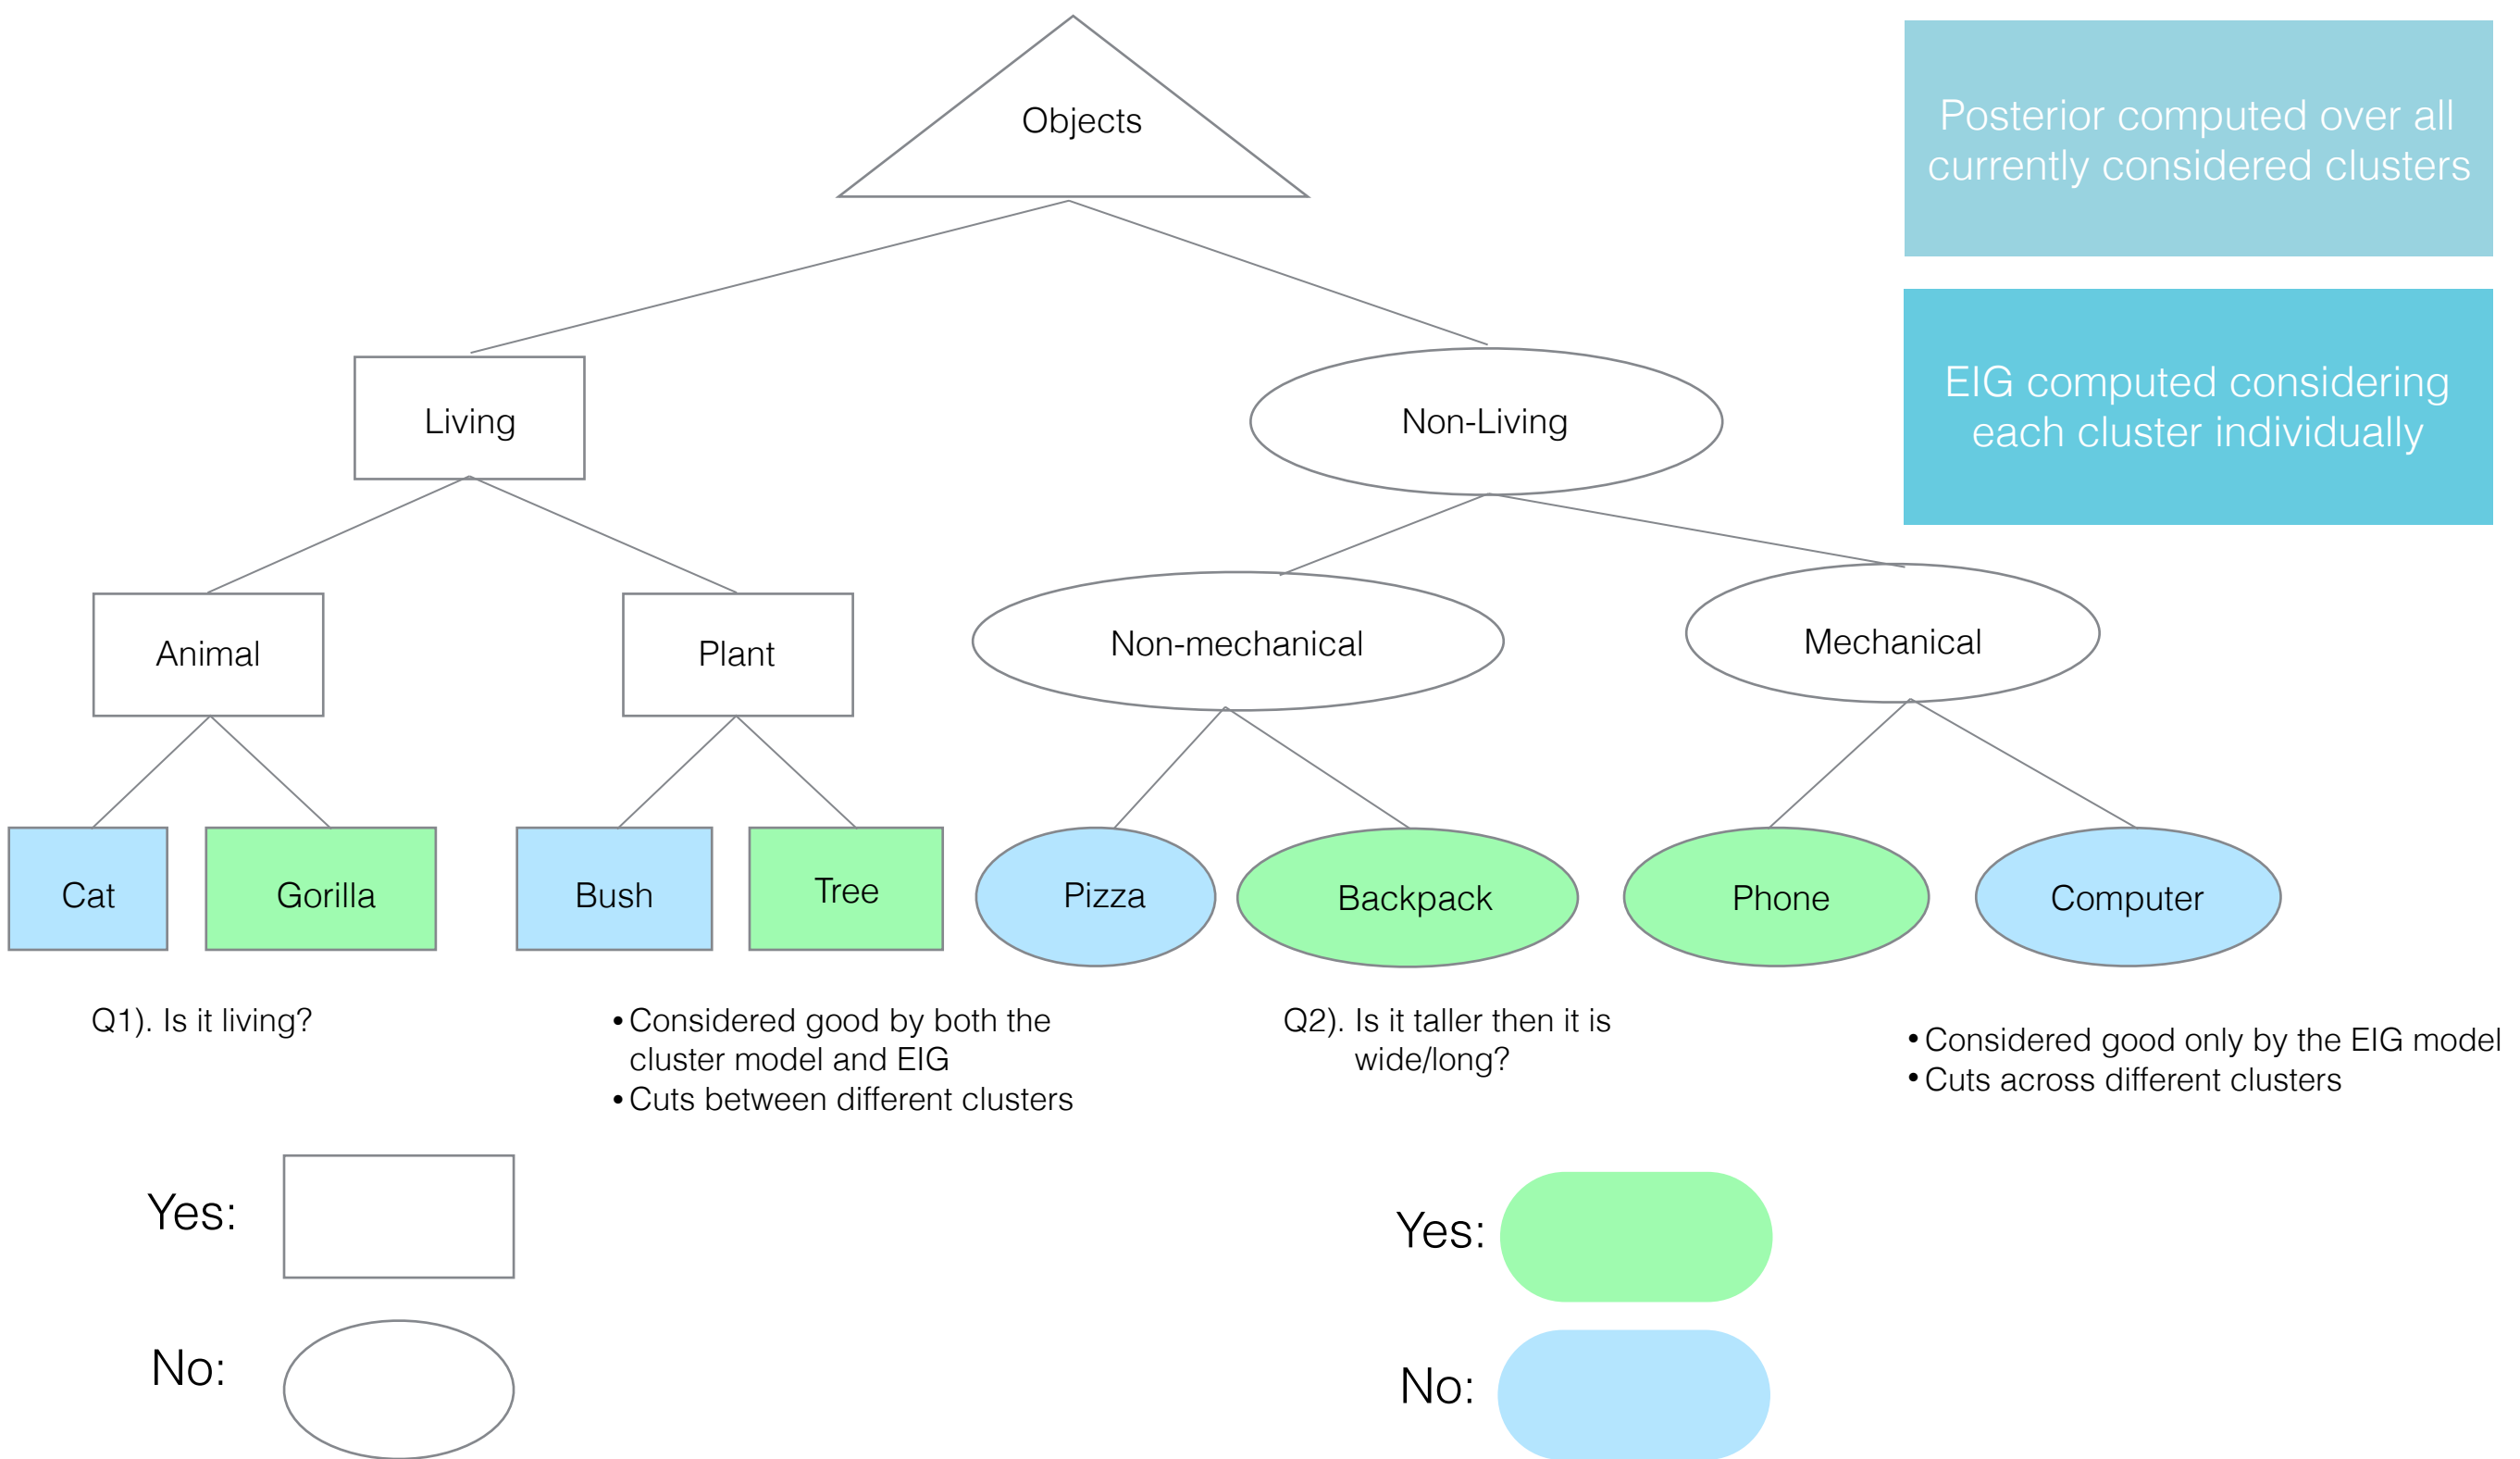 Objects
Posterior computed over all
currently considered clusters
EIG computed considering
each cluster individually
Living
Non-Living
Animal
Plant
Non-mechanical
Mechanical
Cat
Gorilla
Bush
Tree
Pizza
Backpack
Phone
Computer
Q1). Is it living?
• Considered good by both the
cluster model and EIG
• Cuts between different clusters
Q2). Is it taller then it is
wide/long?
• Considered good only by the EIG model
• Cuts across different clusters
Yes:
No:
Yes:
No: